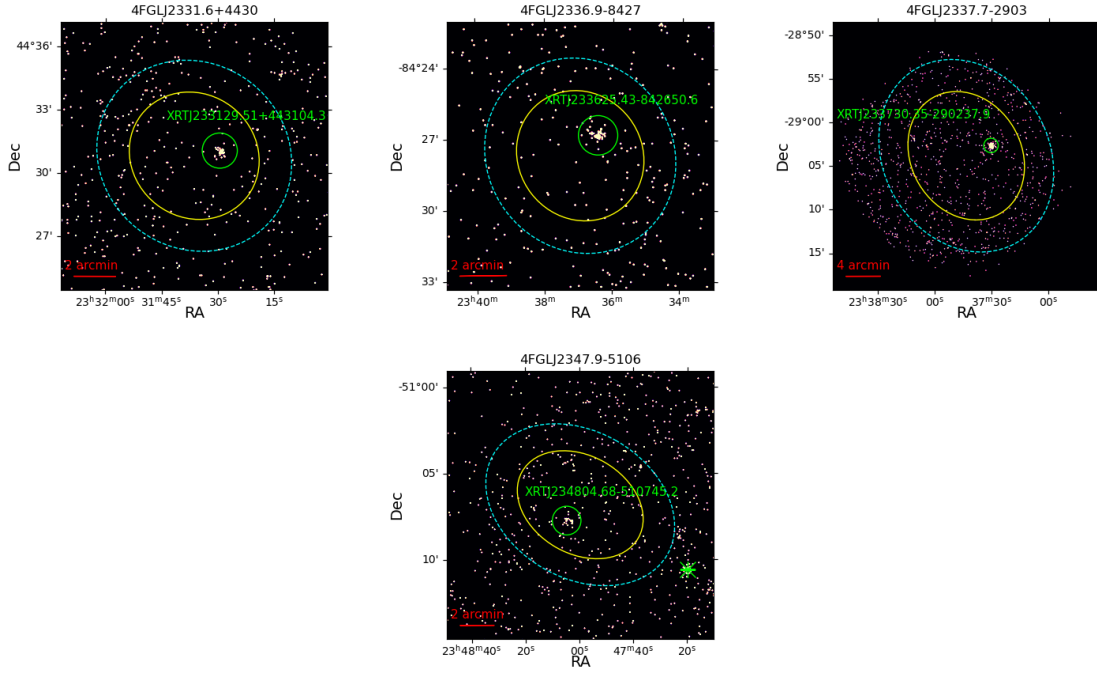 4FGLJ2331.6+4430
44°36'
33'
30'
27'
Dec
XRTJ233129.51+443104.3
2 arcmin
23ʰ32ᵐ00ˢ 31ᵐ45ˢ 30ˢ 15ˢ
RA
4FGLJ2336.9-8427
-84°24'
27'
30'
33'
Dec
XRTJ233625.43-842650.6
2 arcmin
23ʰ40ᵐ 38ᵐ 36ᵐ 34ᵐ
RA
4FGLJ2337.7-2903
-28°50'
55'
-29°00'
05'
10'
15'
Dec
XRTJ233730.35-290237.9
4 arcmin
23ʰ38ᵐ30ˢ 00ˢ 37ᵐ30ˢ 00ˢ
RA
4FGLJ2347.9-5106
-51°00'
05'
10'
Dec
XRTJ234804.68-510745.2
2 arcmin
23ʰ48ᵐ40ˢ 20ˢ 00ˢ 47ᵐ40ˢ 20ˢ
RA